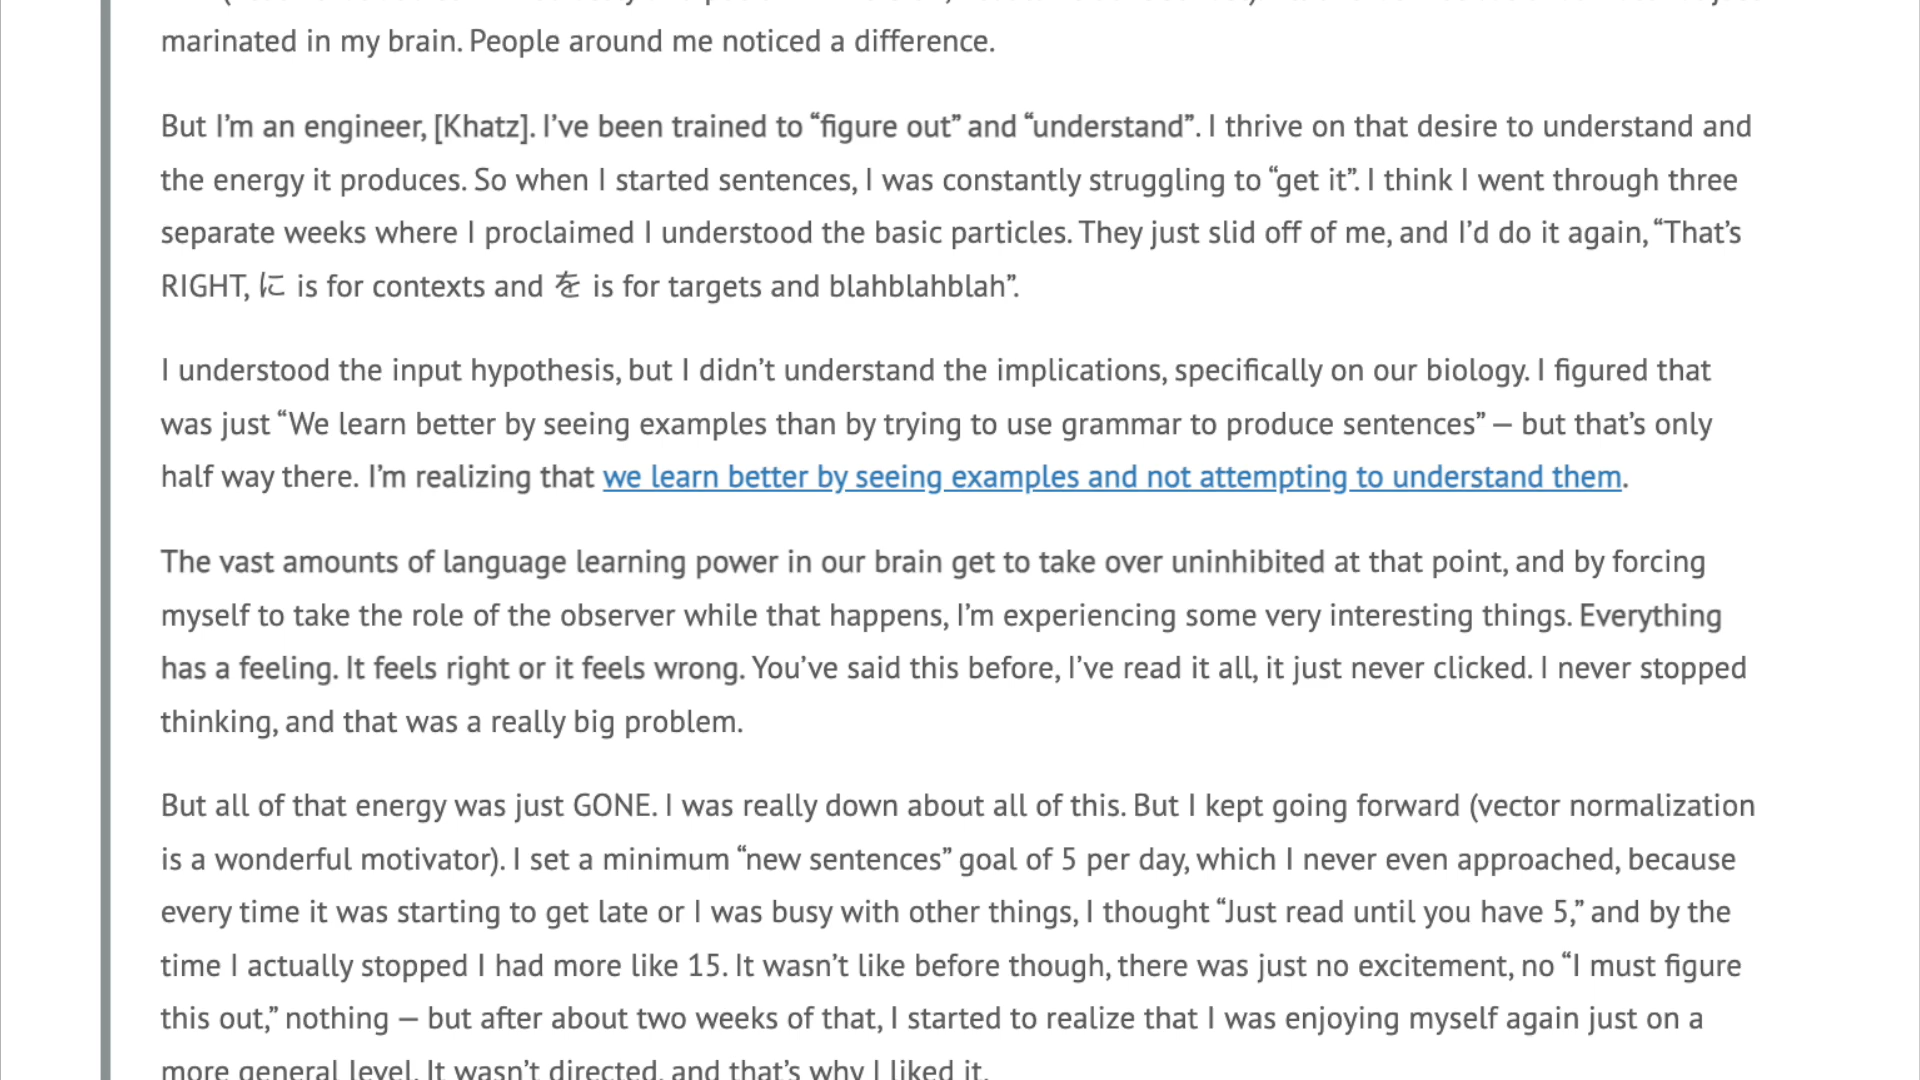 marinated in my brain. People around me noticed a difference.
But I’m an engineer, [Khatz]. I’ve been trained to “figure out” and “understand”. I thrive on that desire to understand and
the energy it produces. So when I started sentences, I was constantly struggling to “get it”. I think I went through three
separate weeks where I proclaimed I understood the basic particles. They just slid off of me, and I’d do it again, “That’s
RIGHT, に is for contexts and を is for targets and blahblahblah”.
I understood the input hypothesis, but I didn’t understand the implications, specifically on our biology. I figured that
was just “We learn better by seeing examples than by trying to use grammar to produce sentences” — but that’s only
half way there. I’m realizing that we learn better by seeing examples and not attempting to understand them.
The vast amounts of language learning power in our brain get to take over uninhibited at that point, and by forcing
myself to take the role of the observer while that happens, I’m experiencing some very interesting things. Everything
has a feeling. It feels right or it feels wrong. You’ve said this before, I’ve read it all, it just never clicked. I never stopped
thinking, and that was a really big problem.
But all of that energy was just GONE. I was really down about all of this. But I kept going forward (vector normalization
is a wonderful motivator). I set a minimum “new sentences” goal of 5 per day, which I never even approached, because
every time it was starting to get late or I was busy with other things, I thought “Just read until you have 5,” and by the
time I actually stopped I had more like 15. It wasn’t like before though, there was just no excitement, no “I must figure
this out,” nothing — but after about two weeks of that, I started to realize that I was enjoying myself again just on a
more general level. It wasn’t directed, and that’s why I liked it.